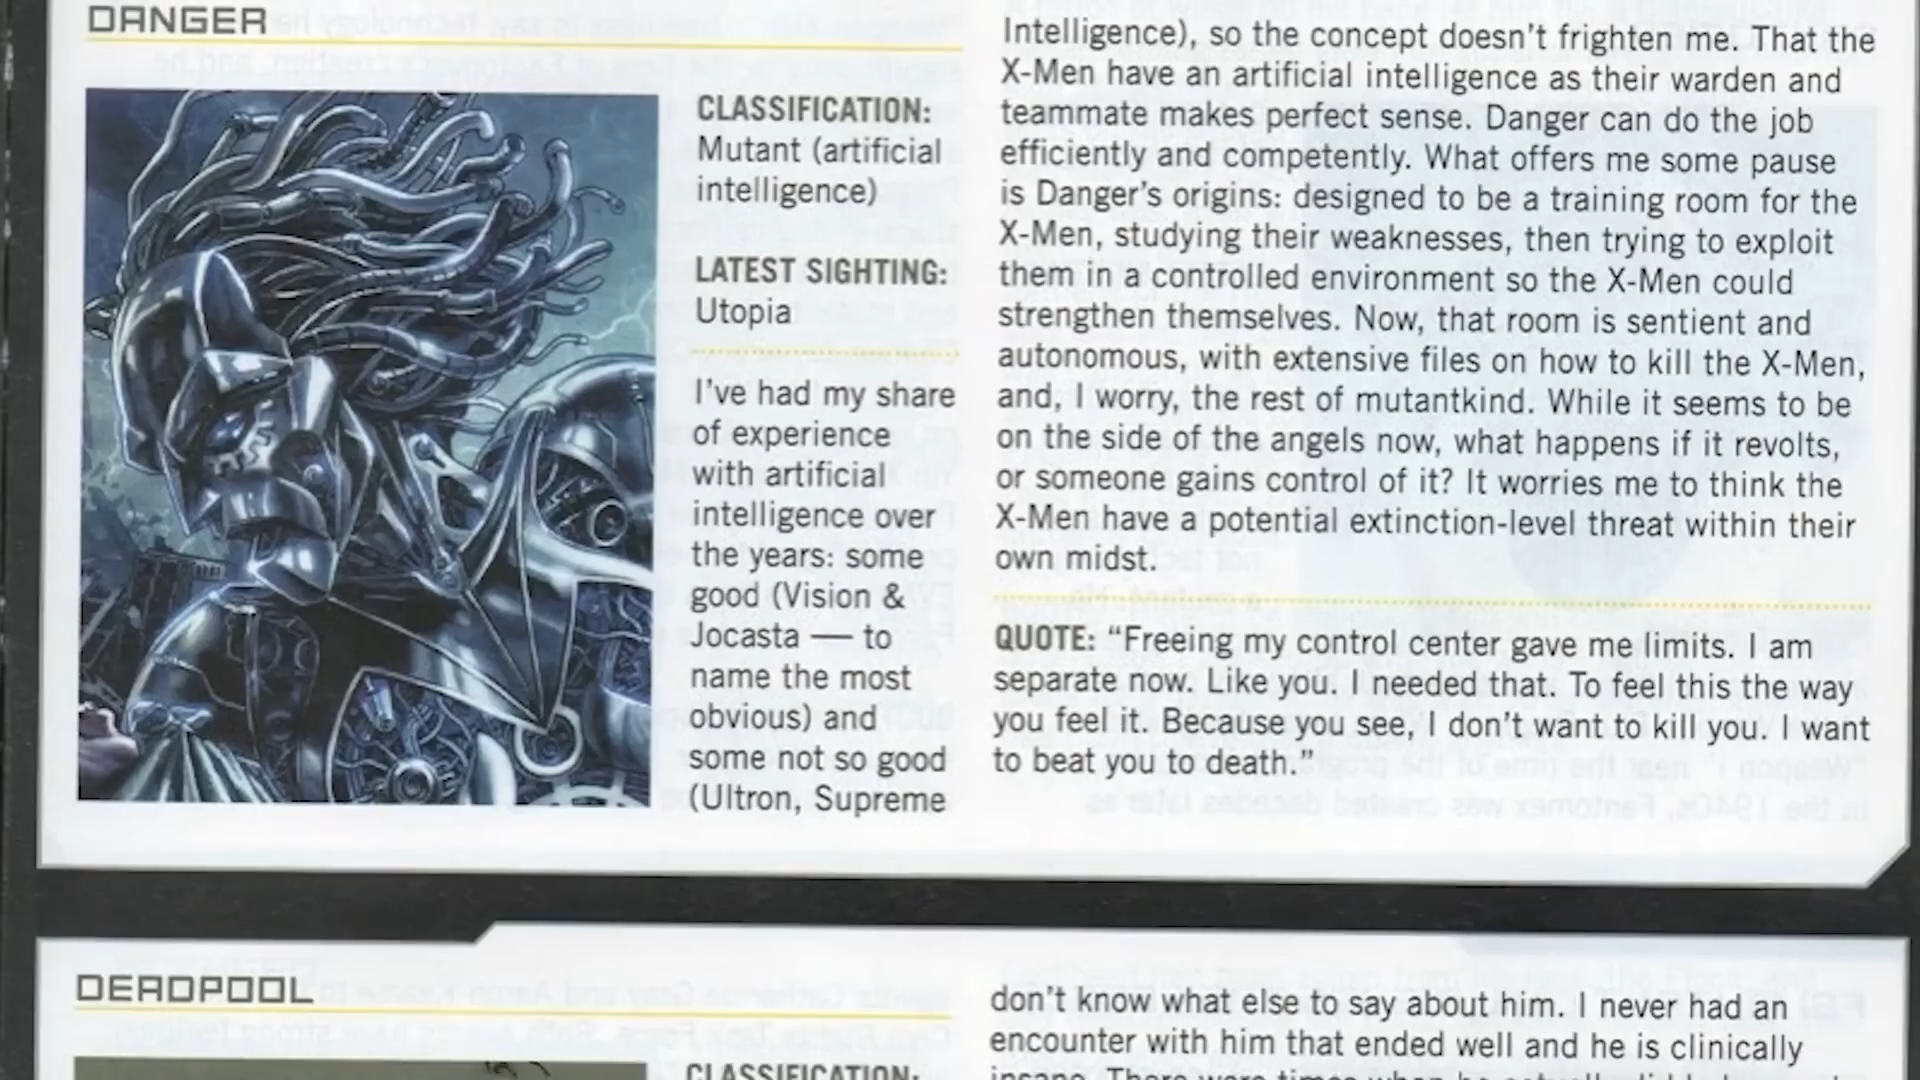 DANGER
CLASSIFICATION:
Mutant (artificial
intelligence)
LATEST SIGHTING:
Utopia
I've had my share
of experience
with artificial
intelligence over
the years: some
good (Vision &
Jocasta — to
name the most
obvious) and
some not so good
(Ultron, Supreme
Intelligence), so the concept doesn't frighten me. That the
X-Men have an artificial intelligence as their warden and
teammate makes perfect sense. Danger can do the job
efficiently and competently. What offers me some pause
is Danger's origins: designed to be a training room for the
X-Men, studying their weaknesses, then trying to exploit
them in a controlled environment so the X-Men could
strengthen themselves. Now, that room is sentient and
autonomous, with extensive files on how to kill the X-Men,
and, I worry, the rest of mutantkind. While it seems to be
on the side of the angels now, what happens if it revolts,
or someone gains control of it? It worries me to think the
X-Men have a potential extinction-level threat within their
own midst.
QUOTE: “Freeing my control center gave me limits. I am
separate now. Like you. I needed that. To feel this the way
you feel it. Because you see, I don't want to kill you. I want
to beat you to death.”
DEADPOOL
CLASSIFICATION:
don't know what else to say about him. I never had an
encounter with him that ended well and he is clinically
insane. There were times when he